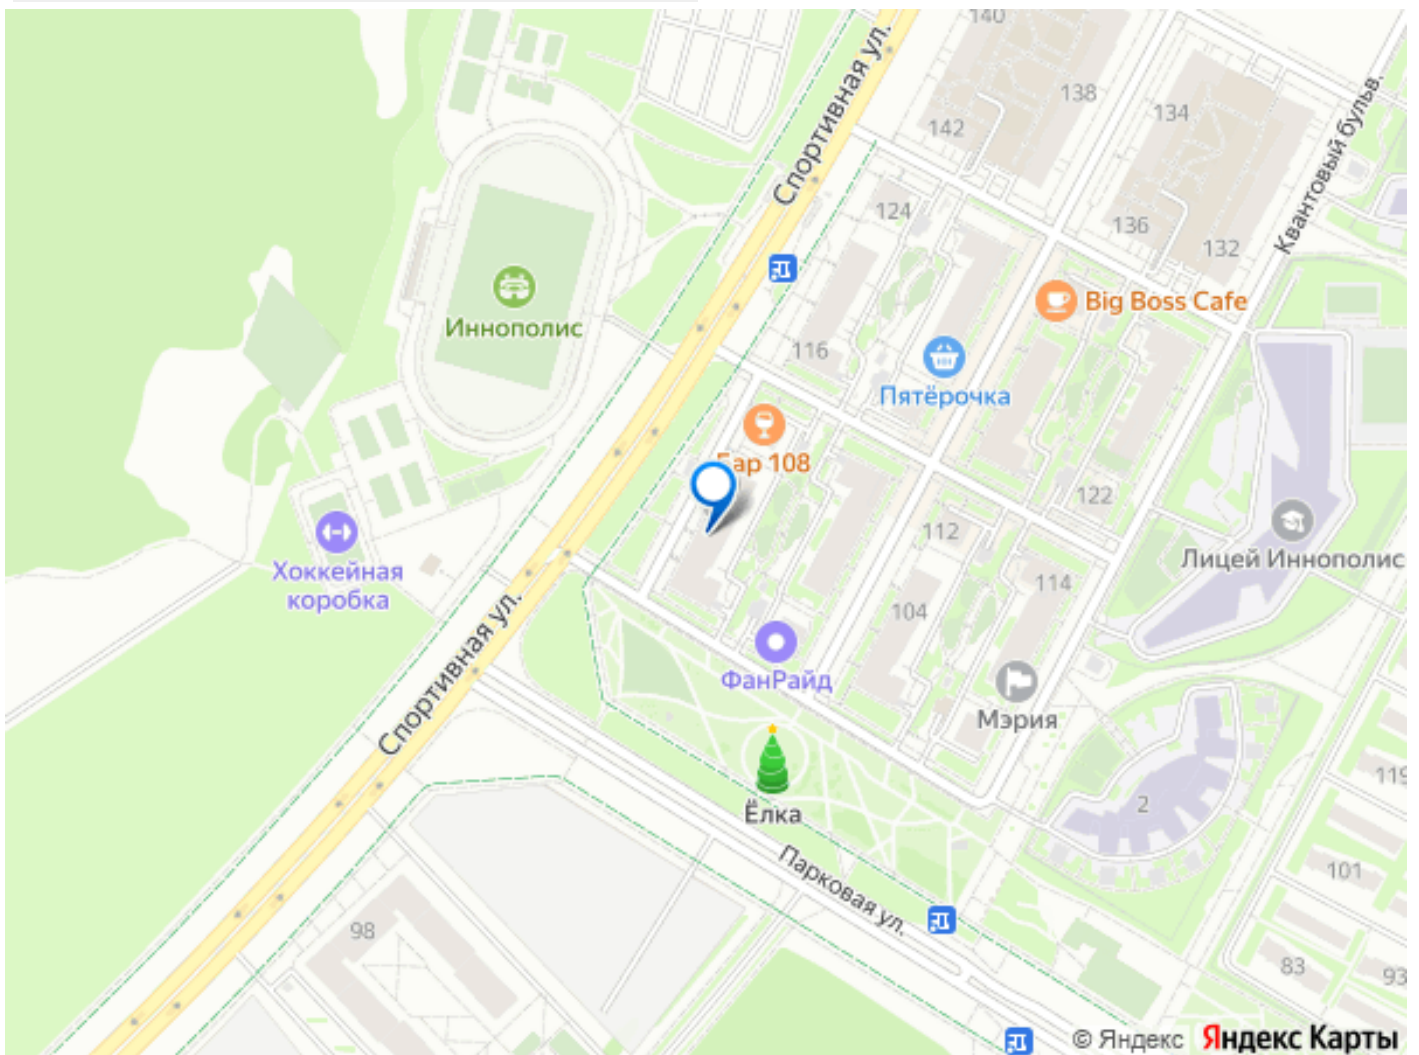 140
Спортивная ул.
138
134
142
Квантовый бульв.
124
136
132
Big Boss Cafe
Иннополис
116
Пятёрочка
Бар 108
122
112
Лицей Иннополис
Хоккейная
коробка
114
104
Спортивная ул.
ФанРайд
Мэрия
119
2
Ёлка
Парковая ул.
101
98
83
93
© Яндекс
Яндекс Карты